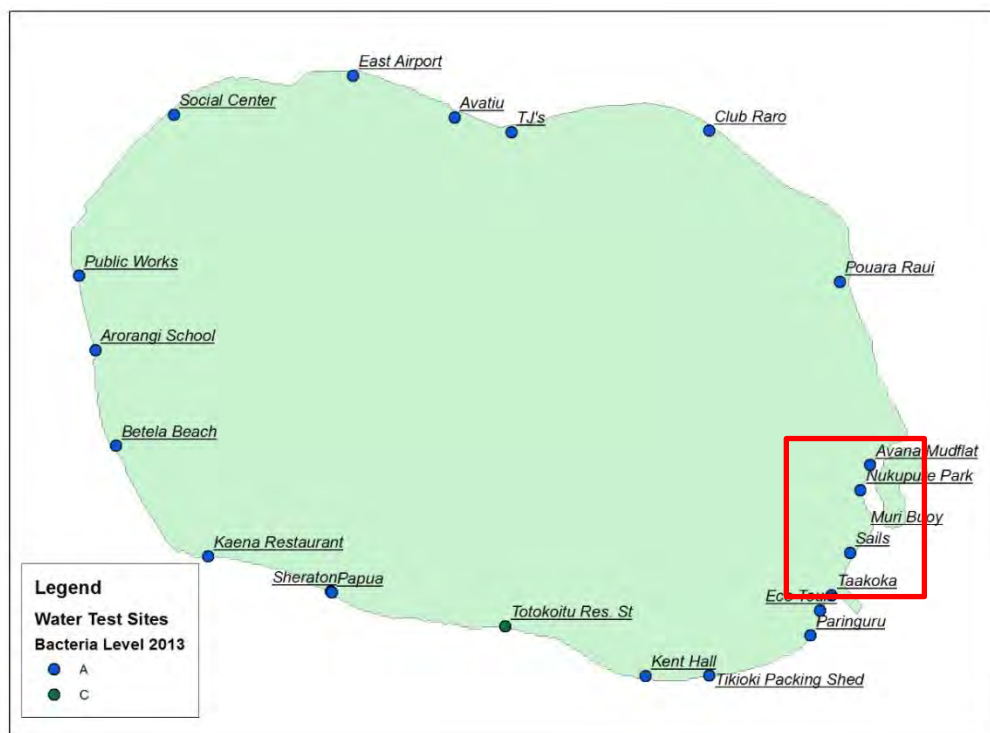 East Airport
Social Center
Avatiu
TJ's
Club Raro
Public Works
Pouara Raui
Arorangi School
Betela Beach
Avana Mudflat
Nukupure Park
Muri Buoy
Kaena Restaurant
Sails
Sheraton
Papua
Taakoka
Eco Tours
Totokoitu Res. St
Paringuru
Kent Hall
Tikioki Packing Shed
Legend
Water Test Sites
Bacteria Level 2013
A
C